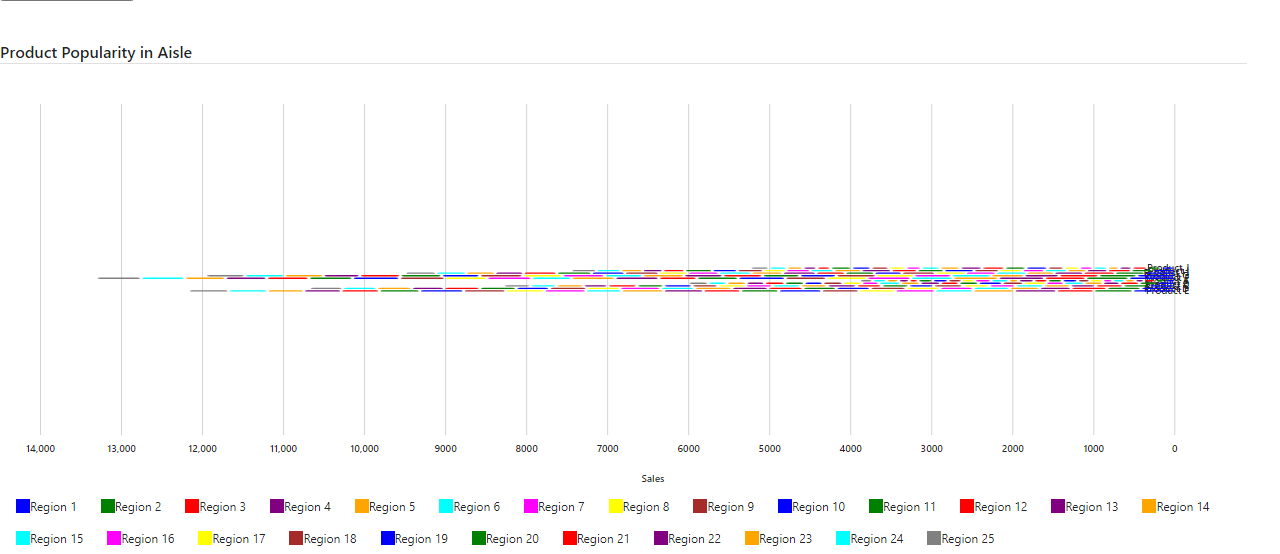 Product Popularity in Aisle
Product J
Product E
14,000 13,000 12,000 11,000 10,000 9000 8000 7000 6000 5000 4000 3000 2000 1000 0
Sales
Region 1 Region 2 Region 3 Region 4 Region 5 Region 6 Region 7 Region 8 Region 9 Region 10 Region 11 Region 12 Region 13 Region 14
Region 15 Region 16 Region 17 Region 18 Region 19 Region 20 Region 21 Region 22 Region 23 Region 24 Region 25